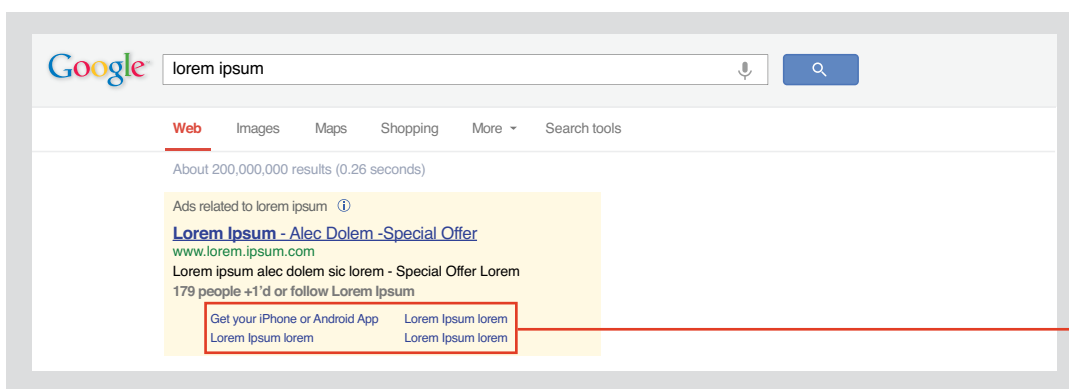 Google lorem ipsum
Web Images Maps Shopping More Search tools
About 200,000,000 results (0.26 seconds)
Ads related to lorem ipsum
Lorem Ipsum - Alec Dolem -Special Offer
www.lorem.ipsum.com
Lorem ipsum alec dolem sic lorem - Special Offer Lorem
179 people +1'd or follow Lorem Ipsum
Get your iPhone or Android App Lorem Ipsum lorem
Lorem Ipsum lorem Lorem Ipsum lorem